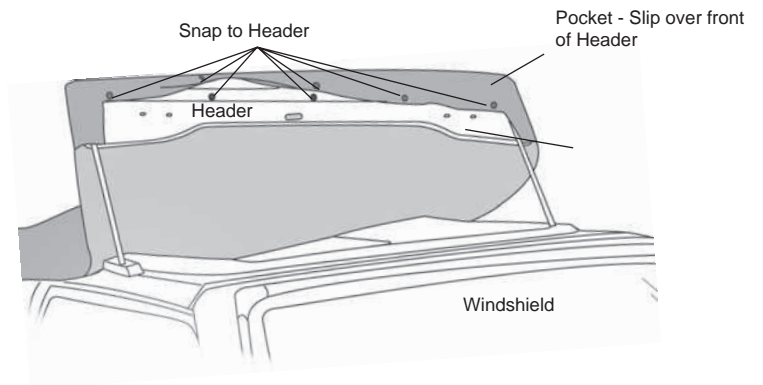 Snap to Header
Pocket - Slip over front
of Header
Header
Windshield